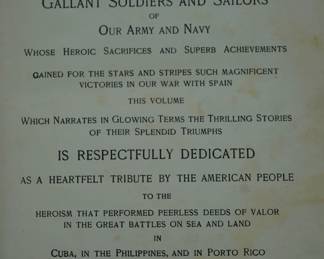 Gallant Soldiers and Sailors
OF
Our Army and Navy
Whose Heroic Sacrifices and Superb Achievements
gained for the stars and stripes such magnificent
victories in our war with spain
THIS VOLUME
Which Narrates in Glowing Terms the Thrilling Stories
of their Splendid Triumphs
IS RESPECTFULLY DEDICATED
AS A HEARTFELT TRIBUTE BY THE AMERICAN PEOPLE
TO THE
HEROISM THAT PERFORMED PEERLESS DEEDS OF VALOR
IN THE GREAT BATTLES ON SEA AND LAND
IN
Cuba, in the Philippines, and in Porto Rico